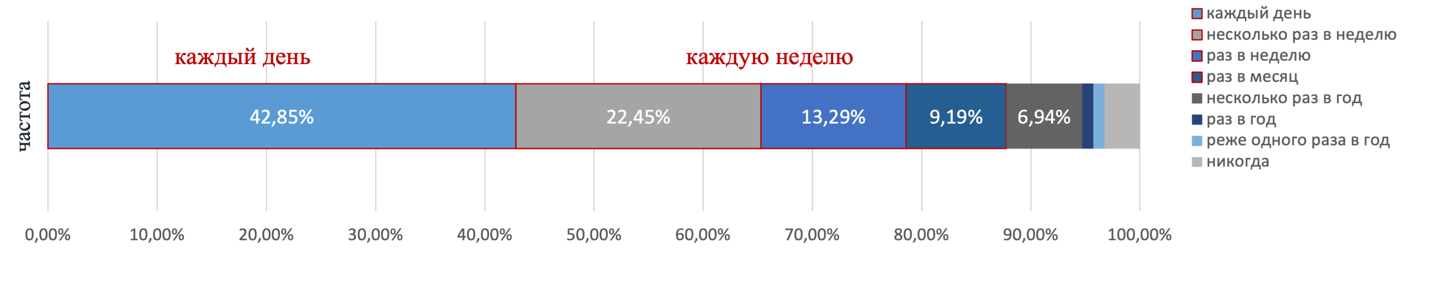 каждый день
каждую неделю
частота
42,85%
22,45%
13,29%
9,19%
6,94%
0,00%
10,00%
20,00%
30,00%
40,00%
50,00%
60,00%
70,00%
80,00%
90,00%
100,00%
каждый день
несколько раз в неделю
раз в неделю
раз в месяц
несколько раз в год
раз в год
реже одного раза в год
никогда